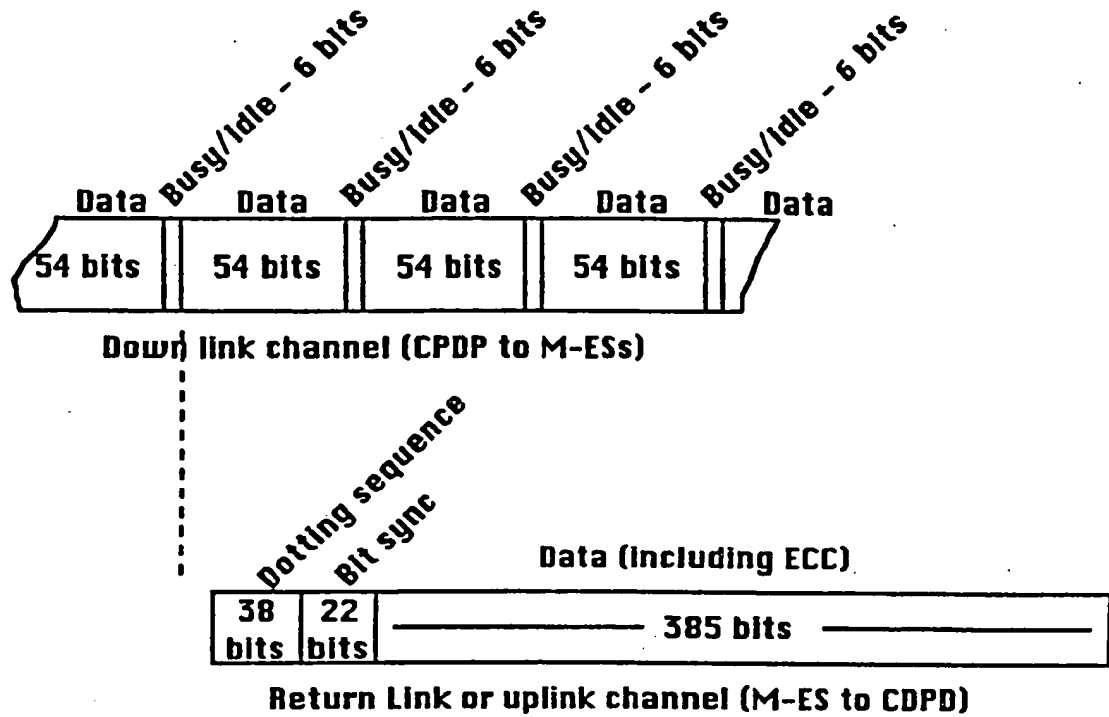 Busy/Idle - 6 bits
Busy/Idle - 6 bits
Busy/Idle - 6 bits
Busy/Idle - 6 bits
Data
Data
Data
Data
Data
54 bits
54 bits
54 bits
54 bits
Down link channel (CPDP to M-ESs)
Dotting sequence
Bit sync
Data (Including ECC)
38
bits
22
bits
385 bits
Return Link or uplink channel (M-ES to CDPD)